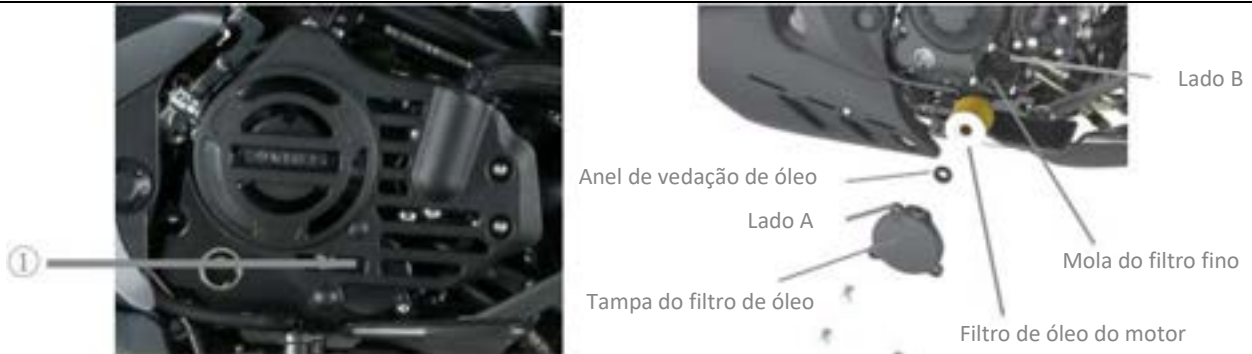 ①
Lado B
Anel de vedação de óleo
Lado A
Mola do filtro fino
Tampa do filtro de óleo
Filtro de óleo do motor